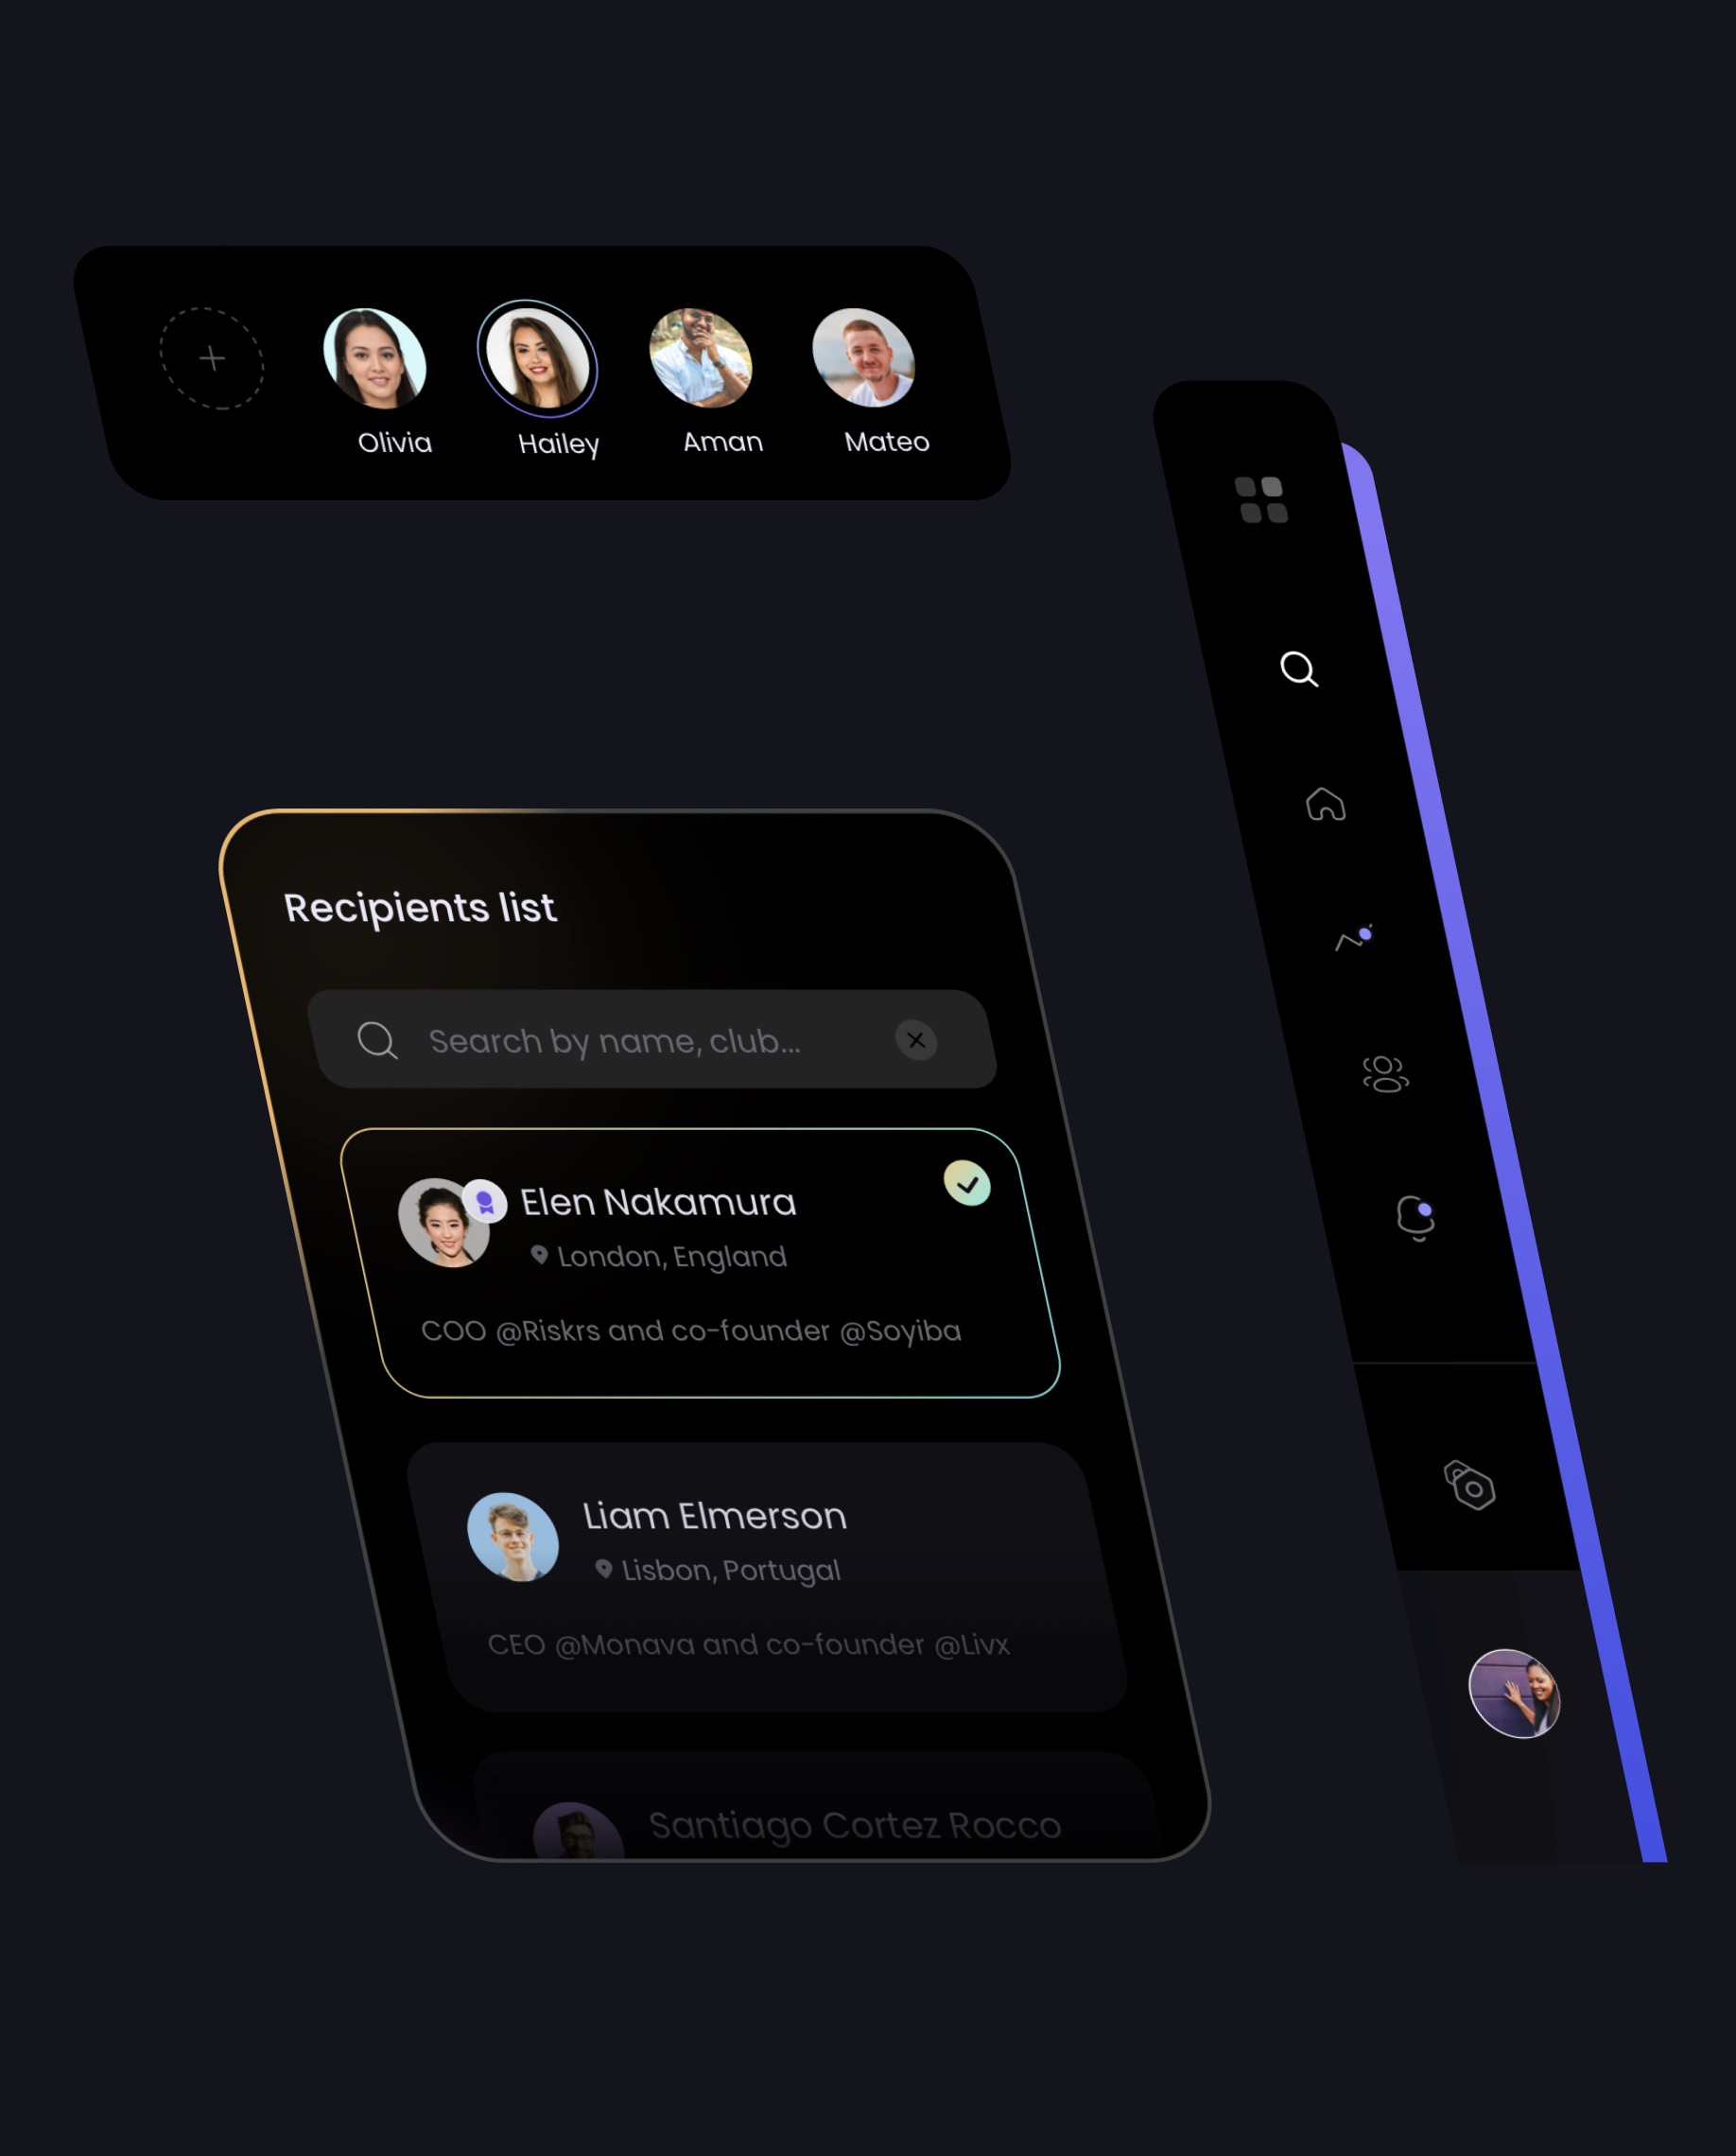 Olivia
Hailey
Aman
Mateo
Recipients list
Search by name, club...
Elen Nakamura
London, England
COO @Riskrs and co-founder @Soyiba
Liam Elmerson
Lisbon, Portugal
CEO @Monava and co-founder @Livx
Santiago Cortez Rocco